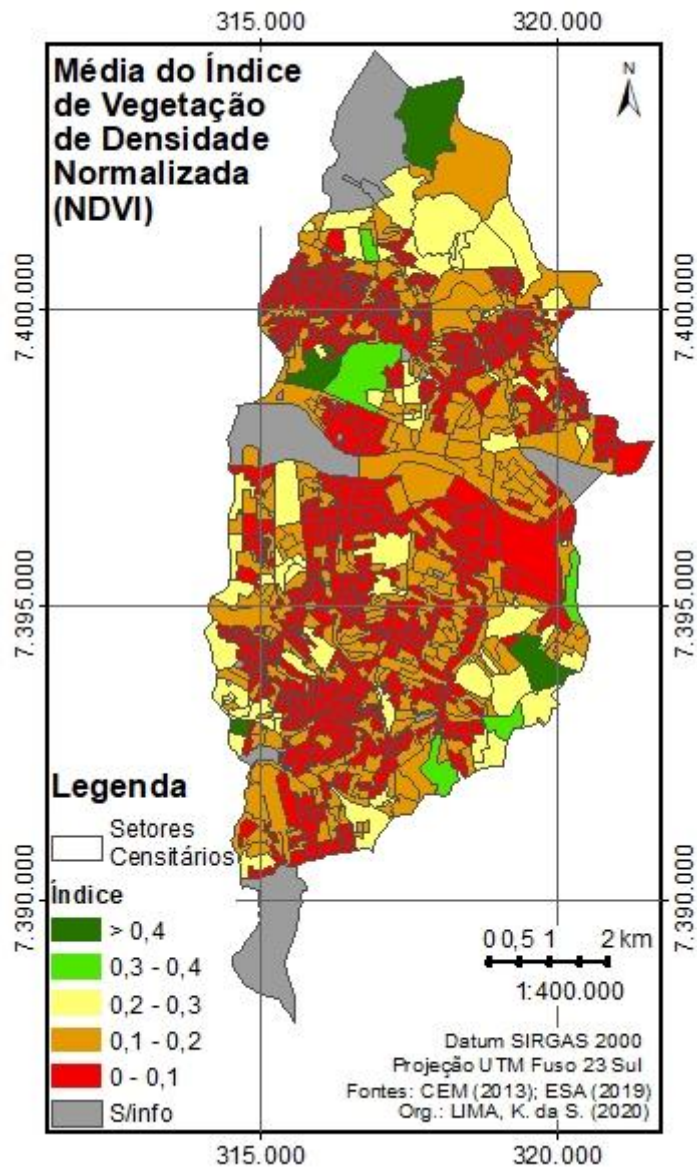 315.000 320.000
Média do Índice
de Vegetação
de Densidade
Normalizada
(NDVI)
N
7.400.000 7.400.000
7.395.000 7.395.000
7.390.000 7.390.000
Legenda
Setores
Censitários
Índice
> 0,4
0,3 - 0,4
0,2 - 0,3
0,1 - 0,2
0 - 0,1
S/info
0 0,5 1 2 km
1:400.000
Datum SIRGAS 2000
Projeção UTM Fuso 23 Sul
Fontes: CEM (2013); ESA (2019)
Org.: LIMA, K. da S. (2020)
315.000 320.000